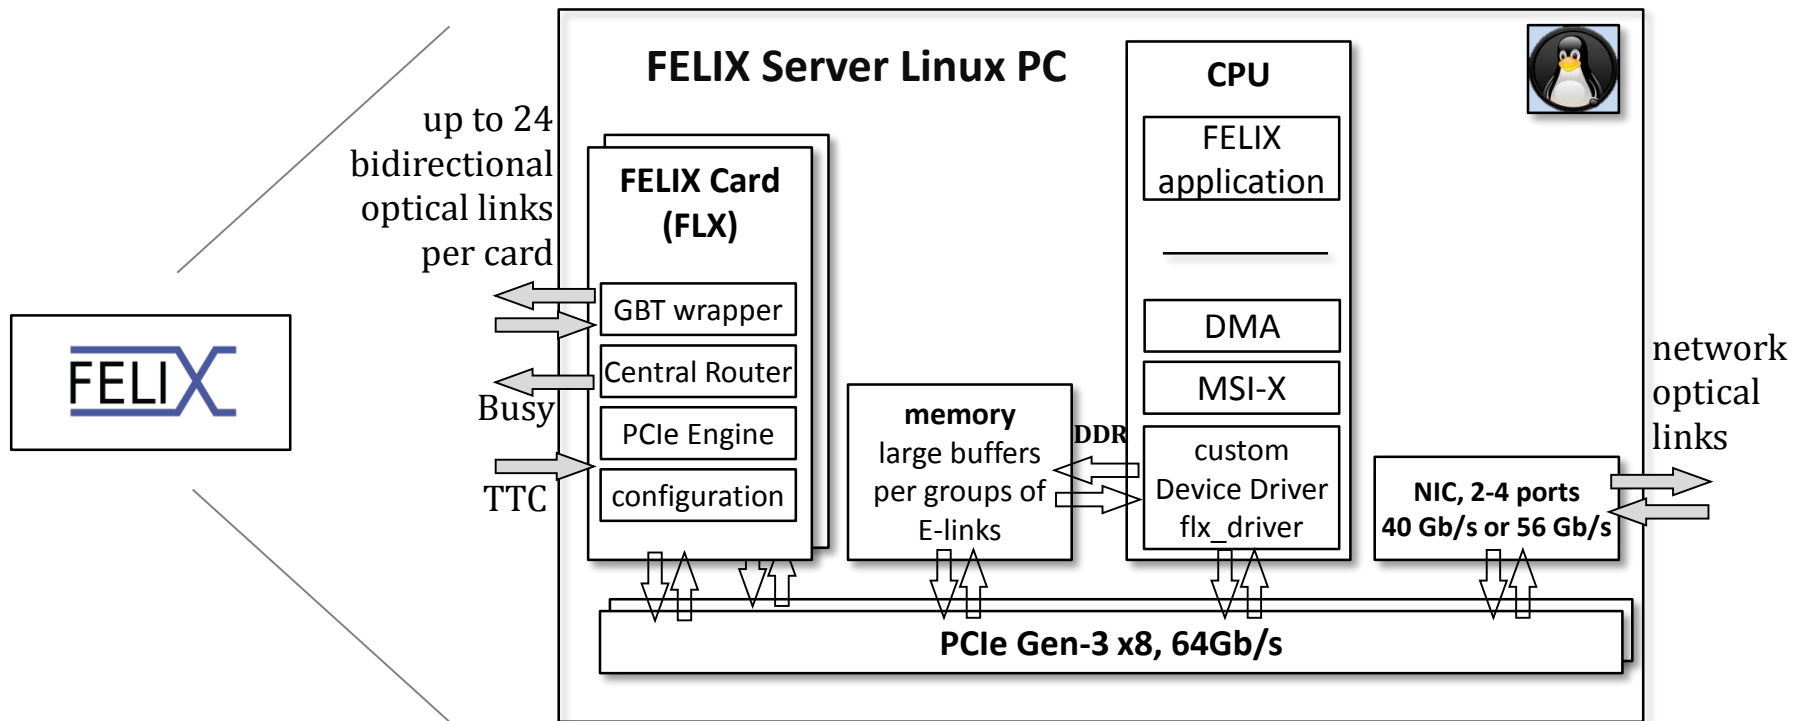 FELIX Server Linux PC
up to 24
bidirectional
optical links
per card
FELIX Card
(FLX)
GBT wrapper
Central Router
PCIe Engine
configuration
Busy
TTC
FELIX
memory
large buffers
per groups of
E-links
DDR
CPU
FELIX
application
DMA
MSI-X
custom
Device Driver
flx_driver
NIC, 2-4 ports
40 Gb/s or 56 Gb/s
network
optical
links
PCIe Gen-3 x8, 64Gb/s